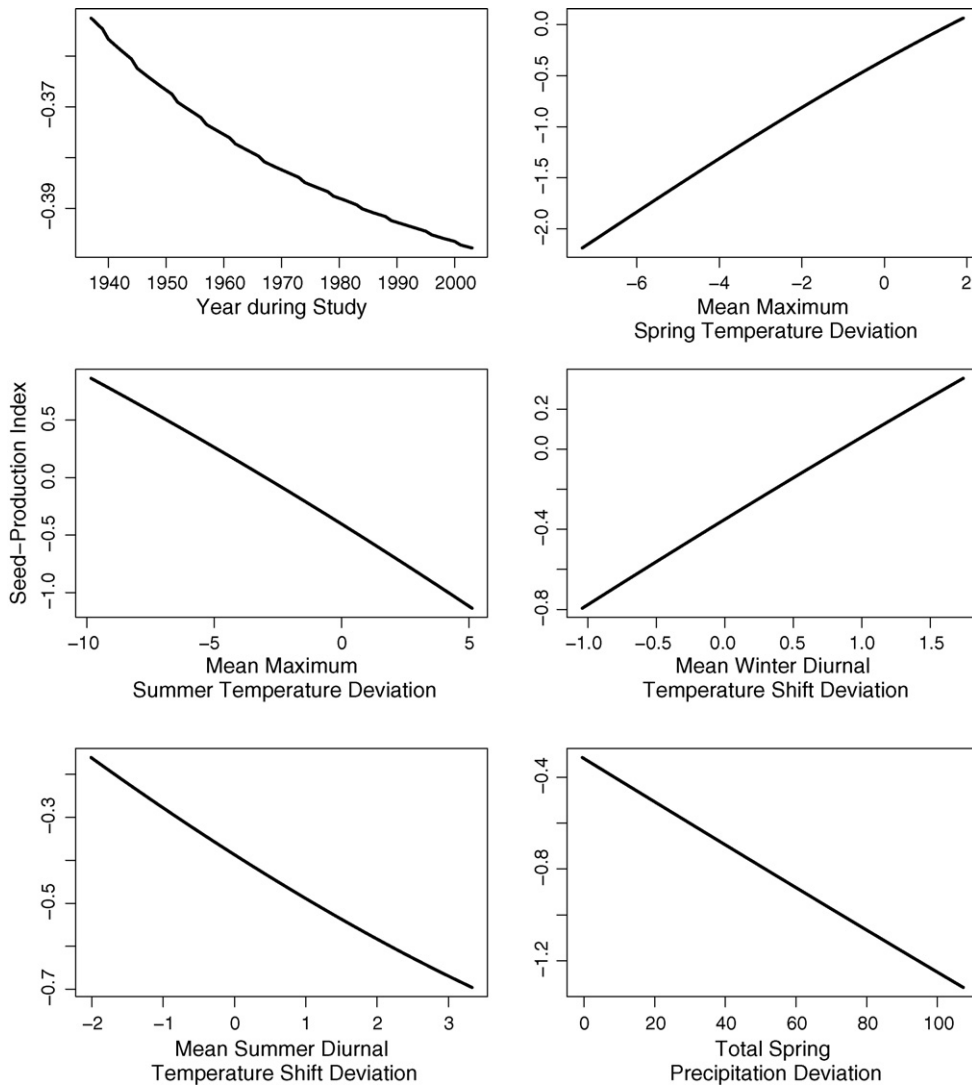 −0.37
−0.39
1940 1950 1960 1970 1980 1990 2000
Year during Study
0.0
−0.5
−1.0
−1.5
−2.0
−6 −4 −2 0 2
Mean Maximum
Spring Temperature Deviation
Seed−Production Index
0.5
0.0
−0.5
−1.0
−10 −5 0 5
Mean Maximum
Summer Temperature Deviation
0.2
0.0
−0.4
−0.8
−1.0 −0.5 0.0 0.5 1.0 1.5
Mean Winter Diurnal
Temperature Shift Deviation
−0.3
−0.5
−0.7
−2 −1 0 1 2 3
Mean Summer Diurnal
Temperature Shift Deviation
−0.4
−0.8
−1.2
0 20 40 60 80 100
Total Spring
Precipitation Deviation